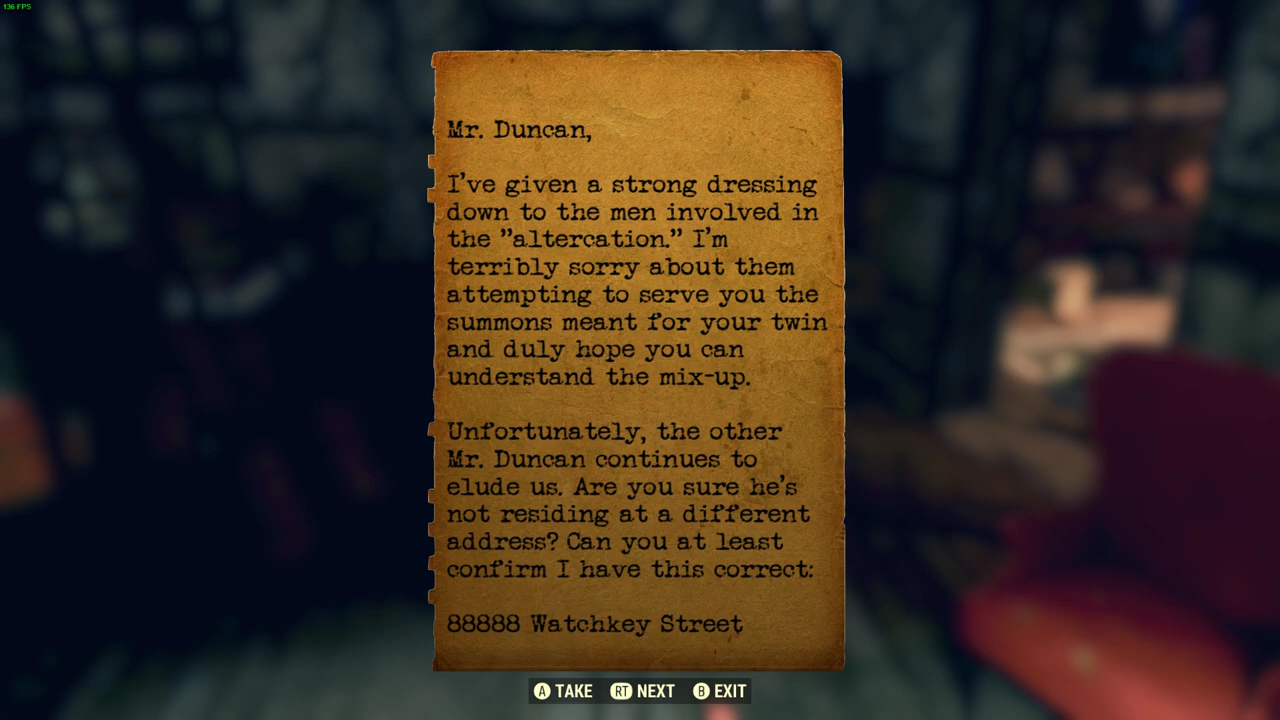 136 FPS
Mr. Duncan,
I've given a strong dressing
down to the men involved in
the ”altercation.” I'm
terribly sorry about them
attempting to serve you the
summons meant for your twin
and duly hope you can
understand the mix-up.
Unfortunately, the other
Mr. Duncan continues to
elude us. Are you sure he's
not residing at a different
address? Can you at least
confirm I have this correct:
88888 Watchkey Street
A TAKE RT NEXT B EXIT